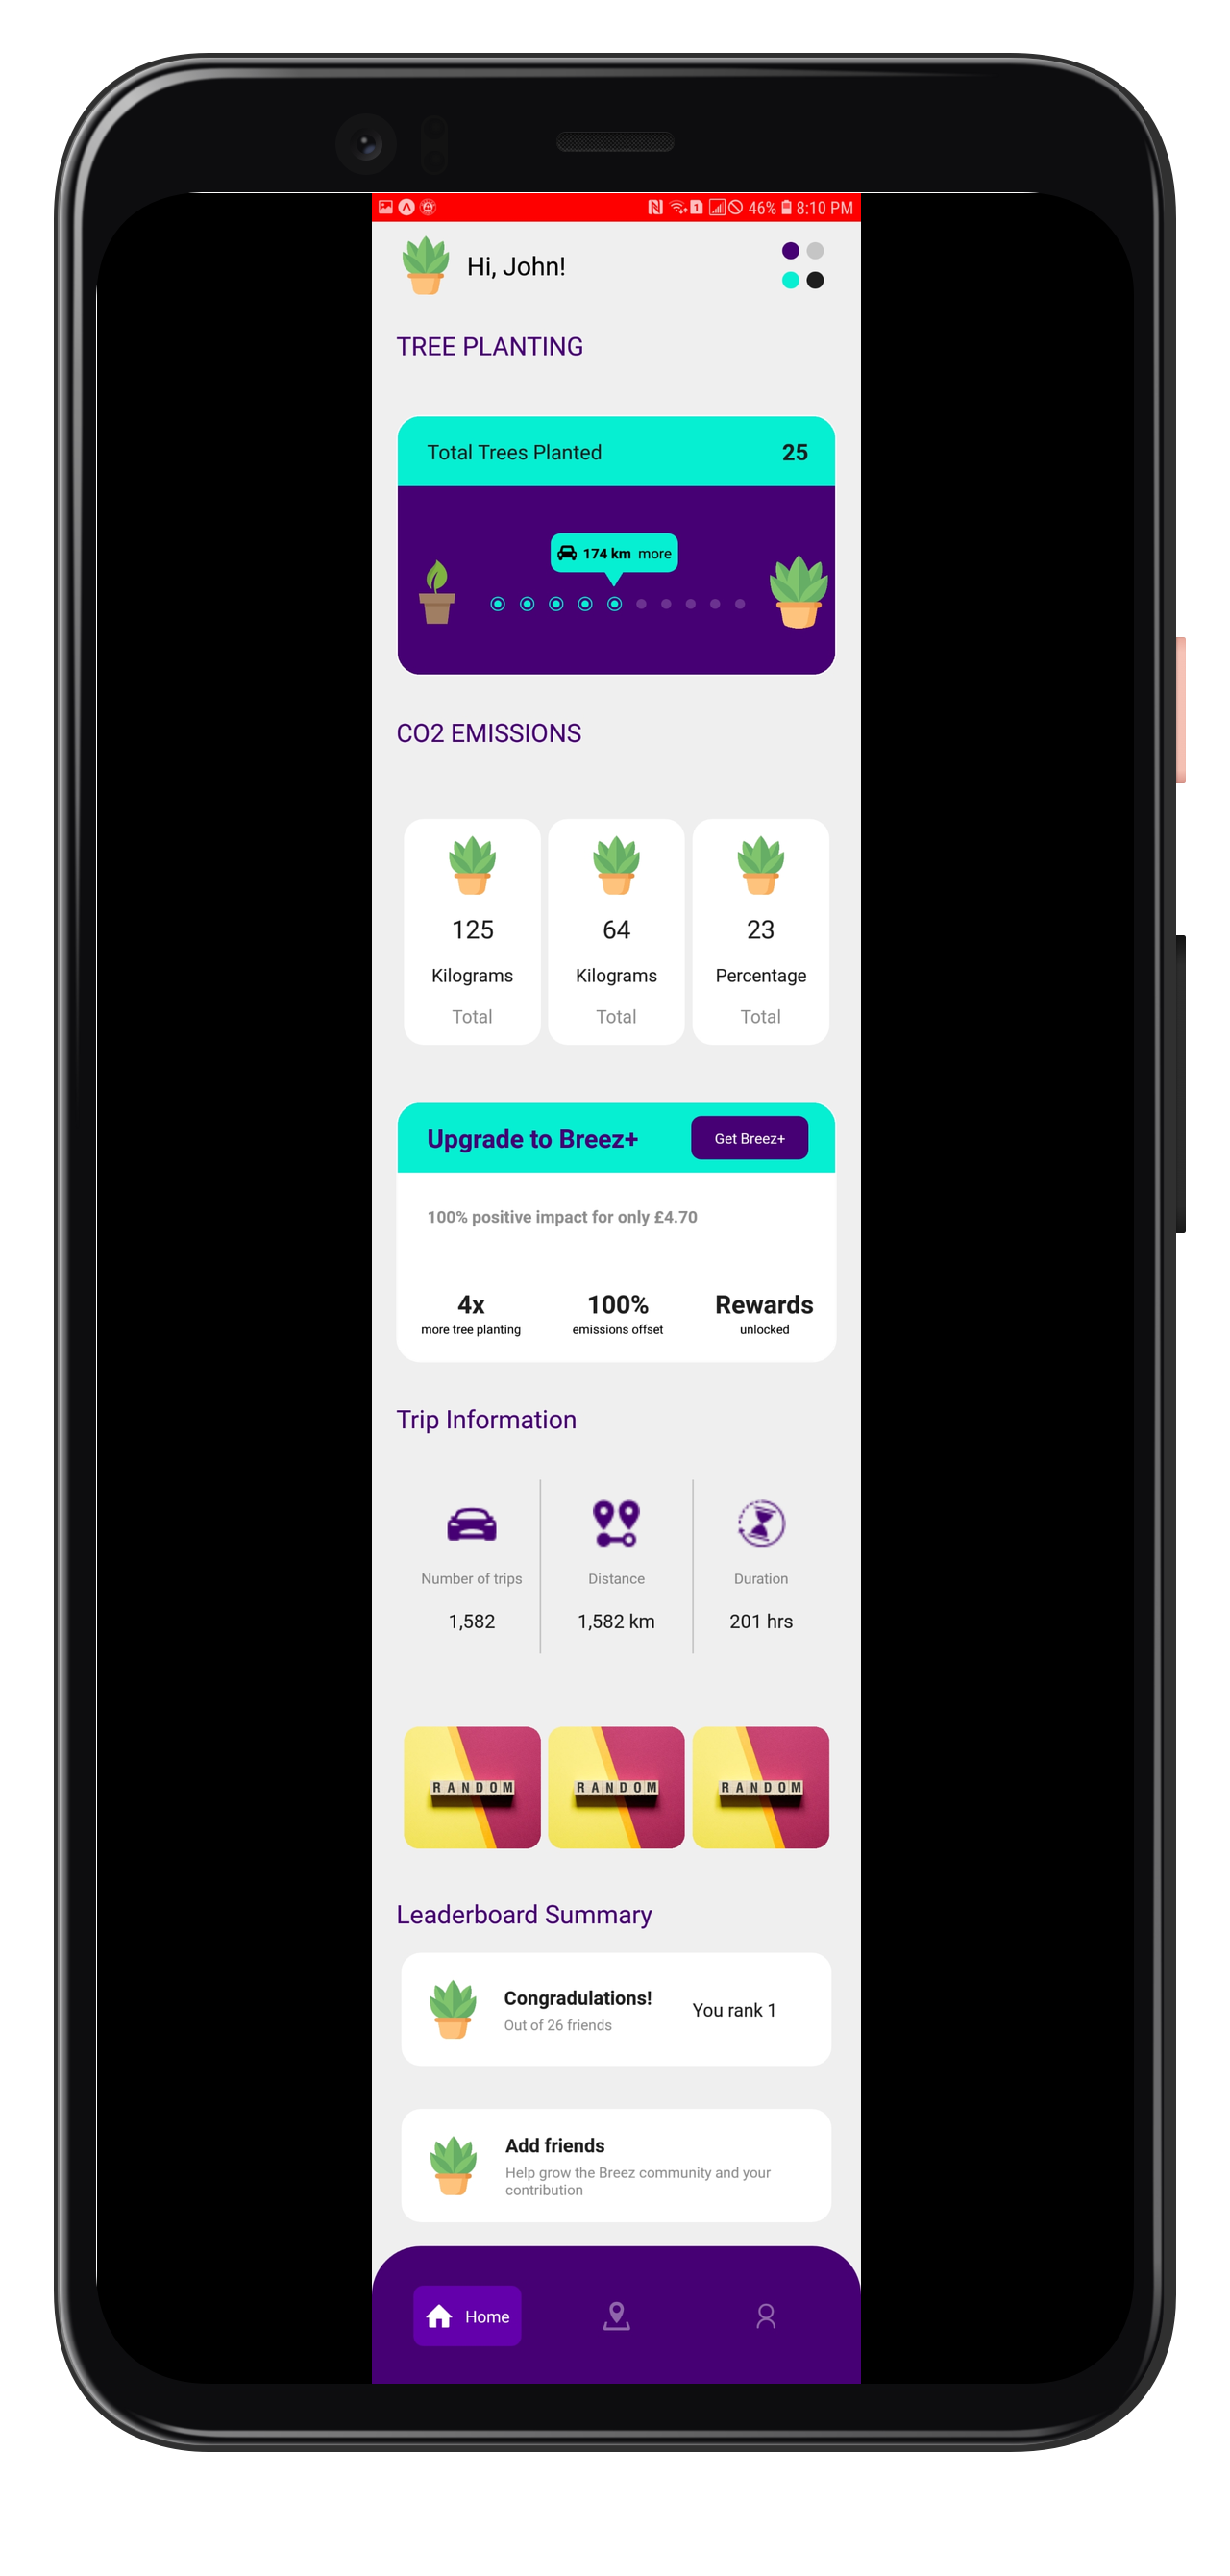 46% 8:10 PM
Hi, John!
TREE PLANTING
Total Trees Planted 25
174 km more
CO2 EMISSIONS
125 64 23
Kilograms Kilograms Percentage
Total Total Total
Upgrade to Breez+ Get Breez+
100% positive impact for only £4.70
4x 100% Rewards
more tree planting emissions offset unlocked
Trip Information
Number of trips Distance Duration
1,582 1,582 km 201 hrs
RANDOM RANDOM RANDOM
Leaderboard Summary
Congradulations! You rank 1
Out of 26 friends
Add friends
Help grow the Breez community and your
contribution
Home